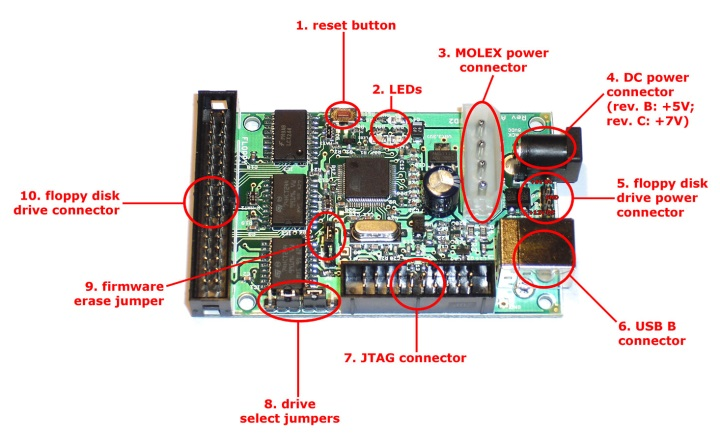 1. reset button
3. MOLEX power
connector
2. LEDs
4. DC power
connector
(rev. B: +5V;
rev. C: +7V)
Rev A
FLOPPY
10. floppy disk
drive connector
5. floppy disk
drive power
connector
9. firmware
erase jumper
6. USB B
connector
7. JTAG connector
8. drive
select jumpers